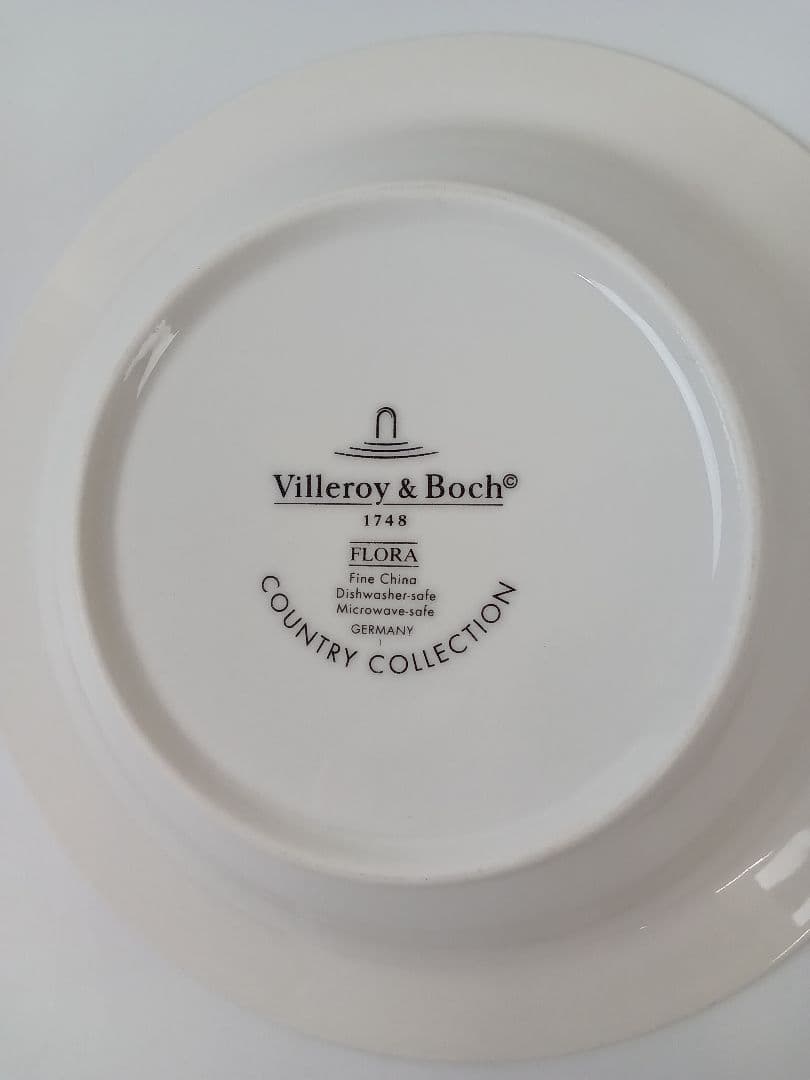 Villeroy & Boch©
1748
FLORA
Fine China
Dishwasher-safe
Microwave-safe
GERMANY
COUNTRY COLLECTION